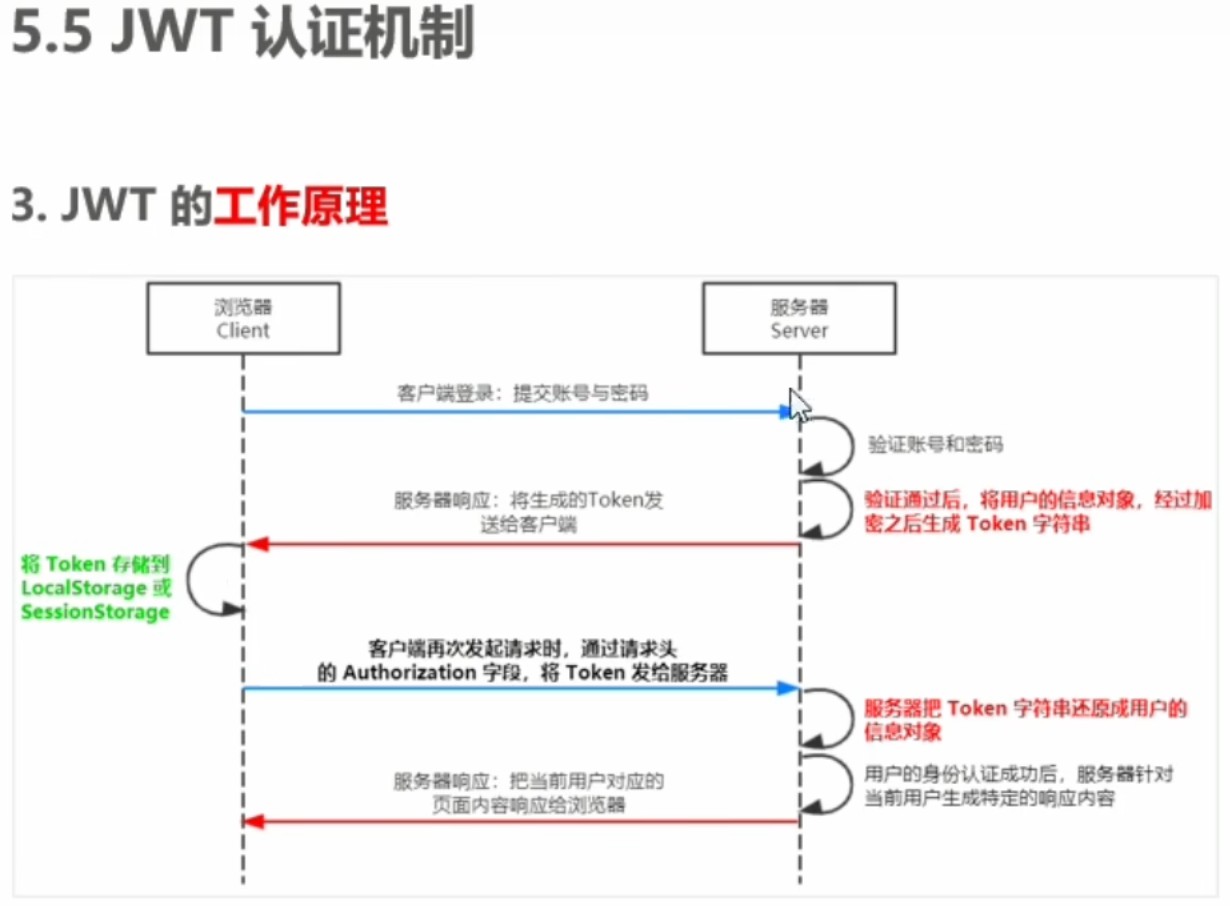 5.5 JWT 认证机制
3. JWT 的工作原理
浏览器
Client
服务器
Server
客户端登录：提交账号与密码
验证账号和密码
服务器响应：将生成的Token发
送给客户端
验证通过后，将用户的信息对象，经过加
密之后生成 Token 字符串
将 Token 存储到
LocalStorage 或
SessionStorage
客户端再次发起请求时，通过请求头
的 Authorization 字段，将 Token 发给服务器
服务器把 Token 字符串还原成用户的
信息对象
服务器响应：把当前用户对应的
页面内容响应给浏览器
用户的身份认证成功后，服务器针对
当前用户生成特定的响应内容